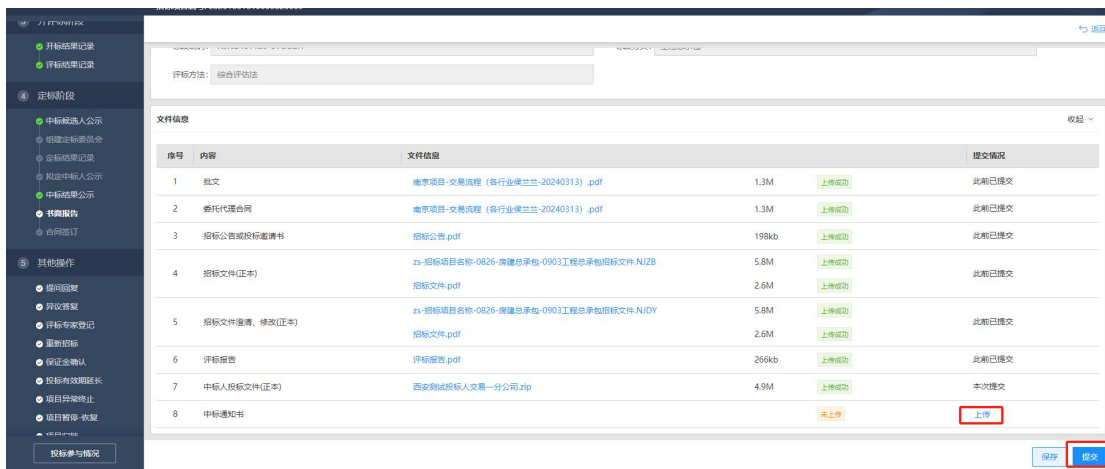 返回
开标结果记录
评标结果记录
评标方法: 综合评估法
4 定标阶段
文件信息 收起
中标候选人公示
组建定标委员会
定标结果记录
拟定中标人公示
中标结果公示
书面报告
合同签订
序号 内容 文件信息 提交情况
1 批文 南京项目-交易流程（各行业侯兰兰-20240313）.pdf 1.3M 上传成功 此前已提交
2 委托代理合同 南京项目-交易流程（各行业侯兰兰-20240313）.pdf 1.3M 上传成功 此前已提交
3 招标公告或投标邀请书 招标公告.pdf 198kb 上传成功 此前已提交
4 招标文件(正本) zs-招标项目名称-0826-房建总承包-0903工程总承包招标文件.NJZB 5.8M 上传成功 此前已提交
招标文件.pdf 2.6M 上传成功
5 招标文件澄清、修改(正本) zs-招标项目名称-0826-房建总承包-0903工程总承包招标文件.NJDY 5.8M 上传成功 此前已提交
招标文件.pdf 2.6M 上传成功
6 评标报告 评标报告.pdf 266kb 上传成功 此前已提交
7 中标人投标文件(正本) 西安测试投标人交易一分公司.zip 4.9M 上传成功 本次提交
8 中标通知书 未上传 上传
5 其他操作
提问回复
异议答复
评标专家登记
重新招标
保证金确认
投标有效期延长
项目异常终止
项目暂停-恢复
投标参与情况
保存 提交